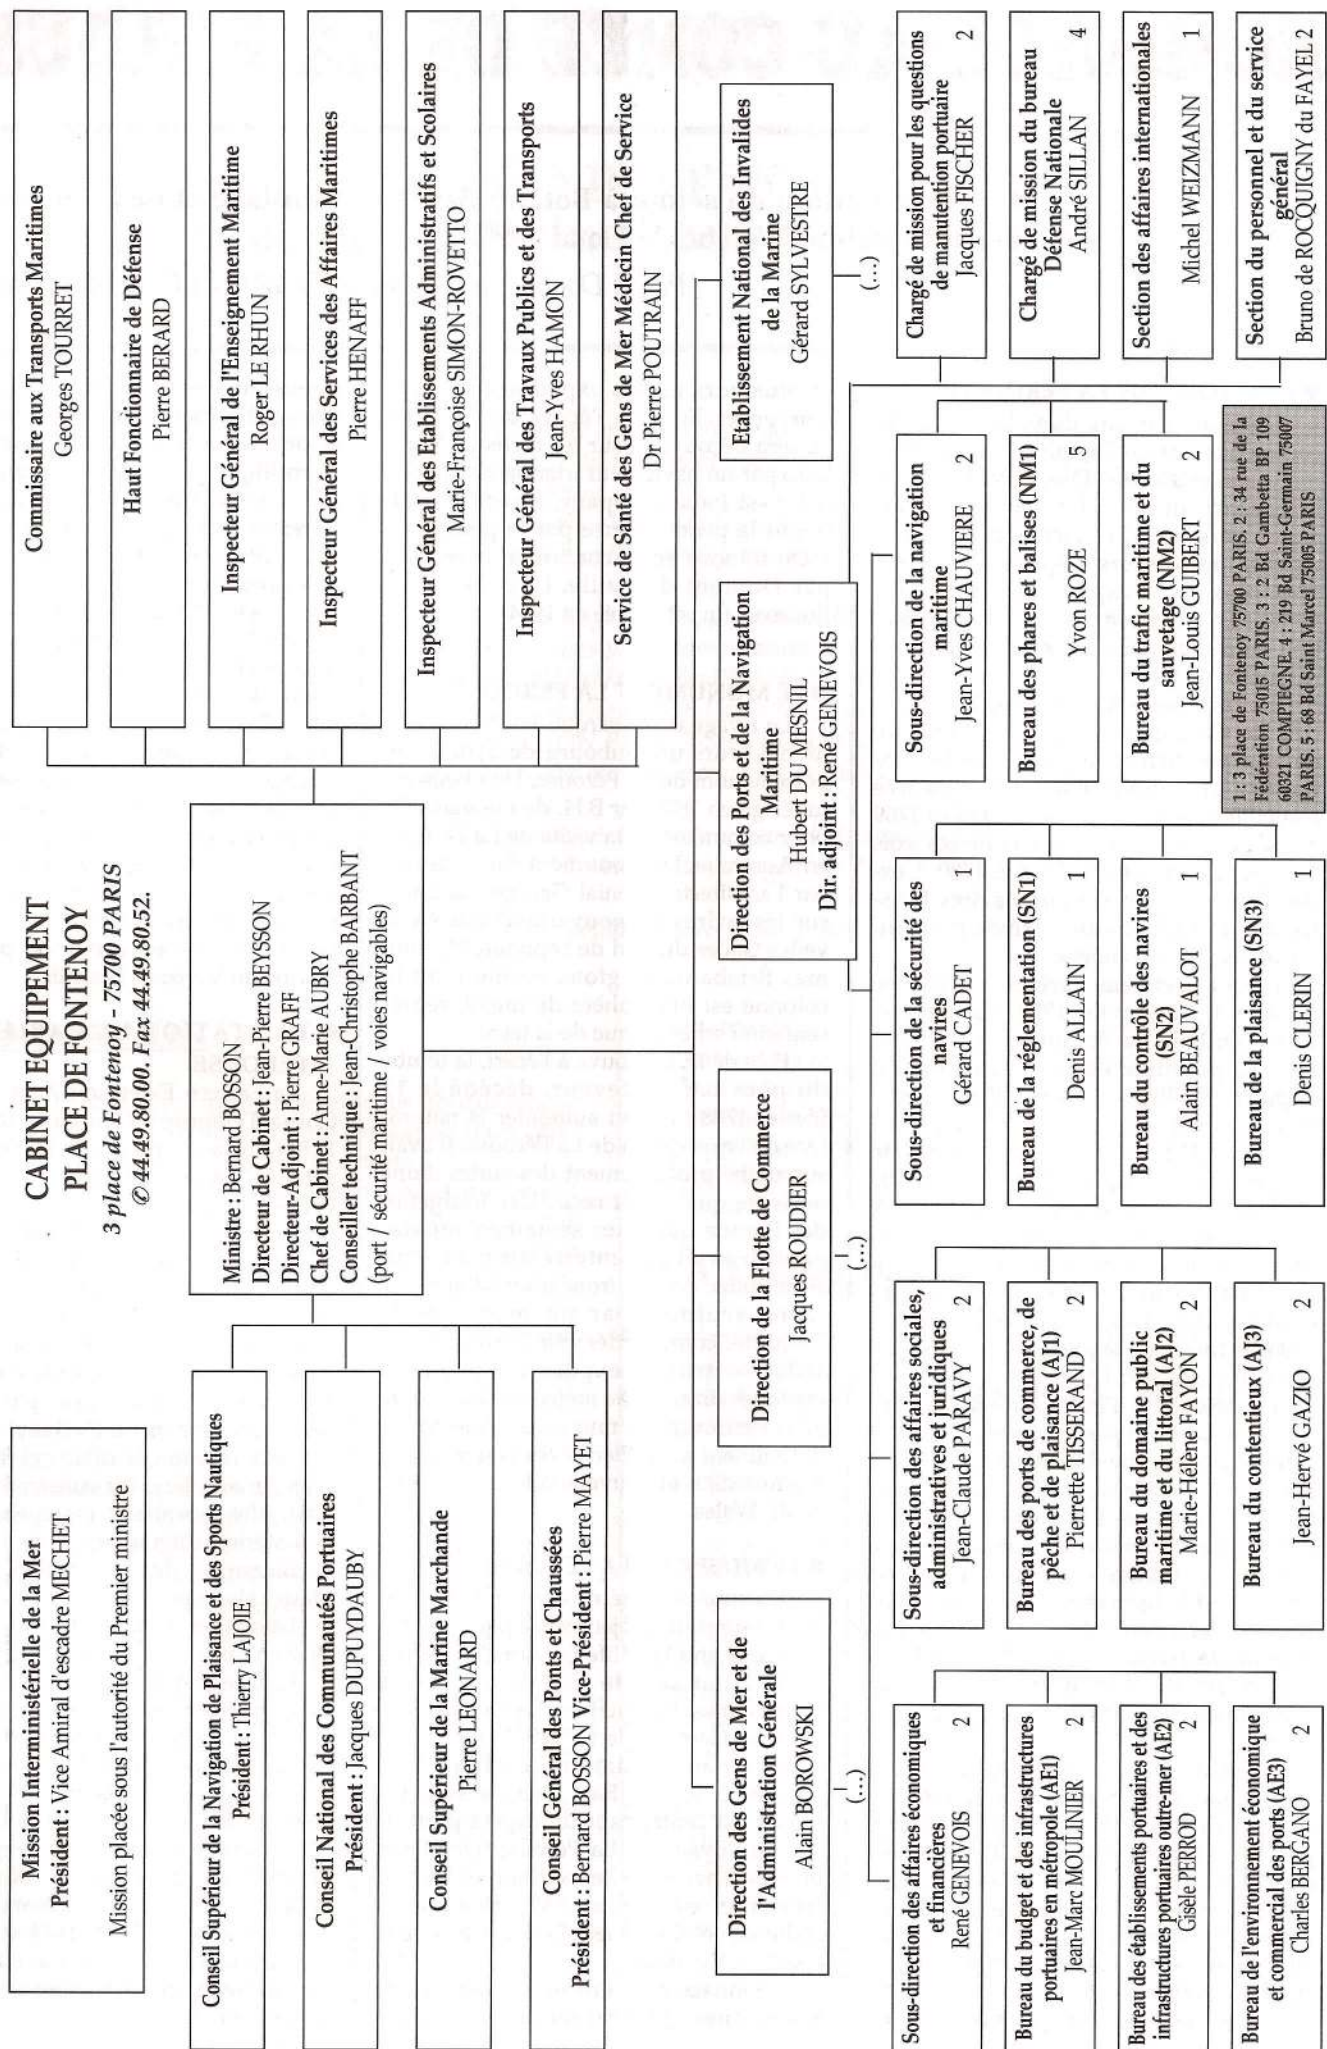 CABINET EQUIPEMENT
PLACE DE FONTENOY
3 place de Fontenoy - 75700 PARIS
✆ 44.49.80.00. Fax 44.49.80.52.
Mission Interministérielle de la Mer
Président : Vice Amiral d'escadre MECHET
Mission placée sous l'autorité du Premier ministre
Conseil Supérieur de la Navigation de Plaisance et des Sports Nautiques
Président : Thierry LAJOIE
Conseil National des Communautés Portuaires
Président : Jacques DUPUYDAUBY
Conseil Supérieur de la Marine Marchande
Pierre LEONARD
Conseil Général des Ponts et Chaussées
Président : Bernard BOSSON Vice-Président : Pierre MAYET
Ministre : Bernard BOSSON
Directeur de Cabinet : Jean-Pierre BEYSSON
Directeur-Adjoint : Pierre GRAFF
Chef de Cabinet : Anne-Marie AUBRY
Conseiller technique : Jean-Christophe BARBANT
(port / sécurité maritime / voies navigables)
Commissaire aux Transports Maritimes
Georges TOURRET
Haut Fonctionnaire de Défense
Pierre BERARD
Inspecteur Général de l'Enseignement Maritime
Roger LE RHUN
Inspecteur Général des Services des Affaires Maritimes
Pierre HENAFF
Inspecteur Général des Etablissements Administratifs et Scolaires
Marie-Françoise SIMON-ROVETTO
Inspecteur Général des Travaux Publics et des Transports
Jean-Yves HAMON
Service de Santé des Gens de Mer Médecin Chef de Service
Dr Pierre POUTRAIN
Direction des Gens de Mer et de
l'Administration Générale
Alain BOROWSKI
(...)
Direction de la Flotte de Commerce
Jacques ROUDIER
(...)
Direction des Ports et de la Navigation
Maritime
Hubert DU MESNIL
Dir. adjoint : René GENEVOIS
Etablissement National des Invalides
de la Marine
Gérard SYLVESTRE
(...)
Sous-direction des affaires économiques
et financières
René GENEVOIS 2
Bureau du budget et des infrastructures
portuaires en métropole (AE1)
Jean-Marc MOULINIER 2
Bureau des établissements portuaires et des
infrastructures portuaires outre-mer (AE2)
Gisèle PERROD 2
Bureau de l'environnement économique
et commercial des ports (AE3)
Charles BERGANO 2
Sous-direction des affaires sociales,
administratives et juridiques
Jean-Claude PARAVY 2
Bureau des ports de commerce, de
pêche et de plaisance (AJ1)
Pierrette TISSERAND 2
Bureau du domaine public
maritime et du littoral (AJ2)
Marie-Hélène FAYON 2
Bureau du contentieux (AJ3)
Jean-Hervé GAZIO 2
Sous-direction de la sécurité des
navires
Gérard CADET 1
Bureau de la réglementation (SN1)
Denis ALLAIN 1
Bureau du contrôle des navires
(SN2)
Alain BEAUVALOT 1
Bureau de la plaisance (SN3)
Denis CLERIN 1
Sous-direction de la navigation
maritime
Jean-Yves CHAUVIERE 2
Bureau des phares et balises (NM1)
Yvon ROZE 5
Bureau du trafic maritime et du
sauvetage (NM2)
Jean-Louis GUIBERT 2
Chargé de mission pour les questions
de manutention portuaire
Jacques FISCHER 2
Chargé de mission du bureau
Défense Nationale
André SILLAN 4
Section des affaires internationales
Michel WEIZMANN 1
Section du personnel et du service
général
Bruno de ROCQUIGNY du FAYEL 2
1 : 3 place de Fontenoy 75700 PARIS. 2 : 34 rue de la
Fédération 75015 PARIS. 3 : 2 Bd Gambetta BP 109
60321 COMPIEGNE. 4 : 219 Bd Saint-Germain 75007
PARIS. 5 : 68 Bd Saint Marcel 75005 PARIS